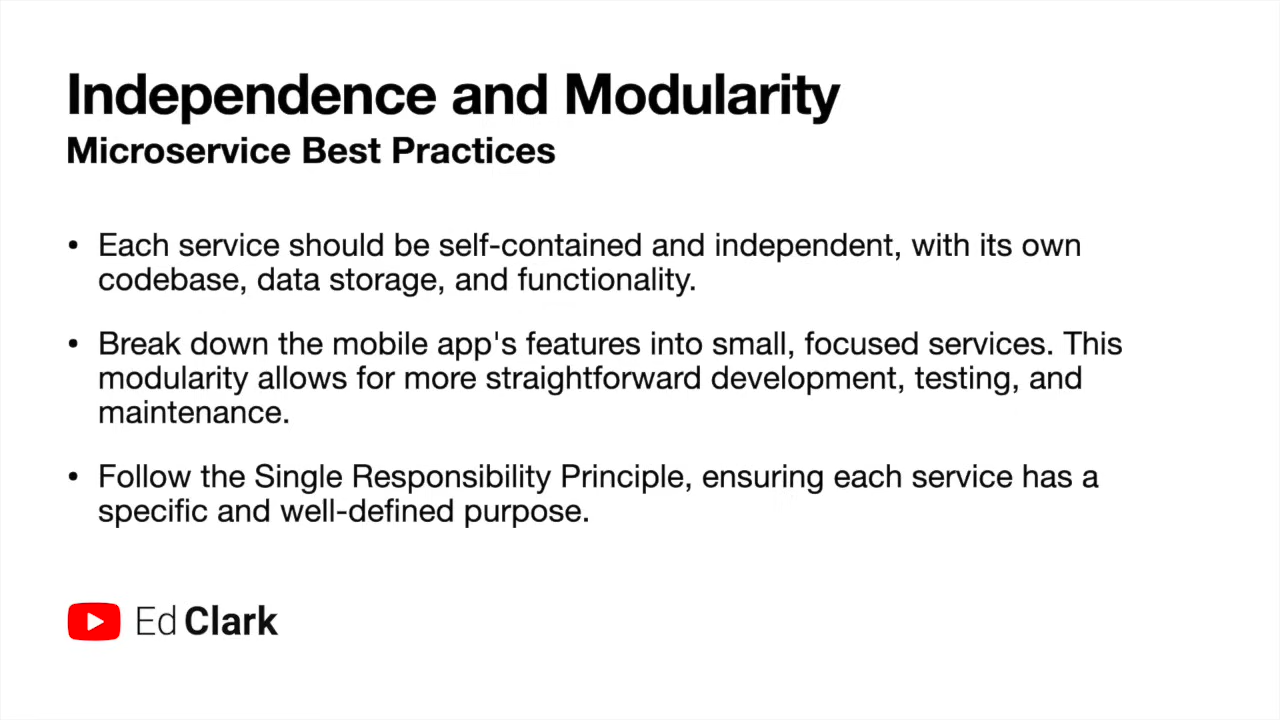 Independence and Modularity
Microservice Best Practices
• Each service should be self-contained and independent, with its own
codebase, data storage, and functionality.
• Break down the mobile app's features into small, focused services. This
modularity allows for more straightforward development, testing, and
maintenance.
• Follow the Single Responsibility Principle, ensuring each service has a
specific and well-defined purpose.
Ed Clark